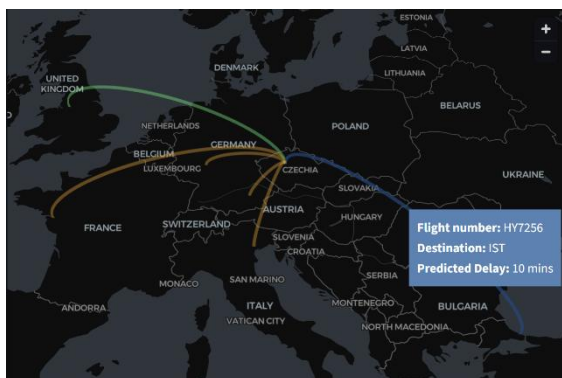 ESTONIA
+
LATVIA
−
DENMARK
LITHUANIA
UNITED
KINGDOM
BELARUS
NETHERLANDS
POLAND
GERMANY
BELGIUM
LUXEMBOURG
CZECHIA
UKRAINE
SLOVAKIA
AUSTRIA
HUNGARY
FRANCE
SWITZERLAND
SLOVENIA
CROATIA
Flight number: HY7256
Destination: IST
Predicted Delay: 10 mins
SERBIA
SAN MARINO
MONACO
ANDORRA
ITALY
MONTENEGRO
BULGARIA
VATICAN CITY
NORTH MACEDONIA